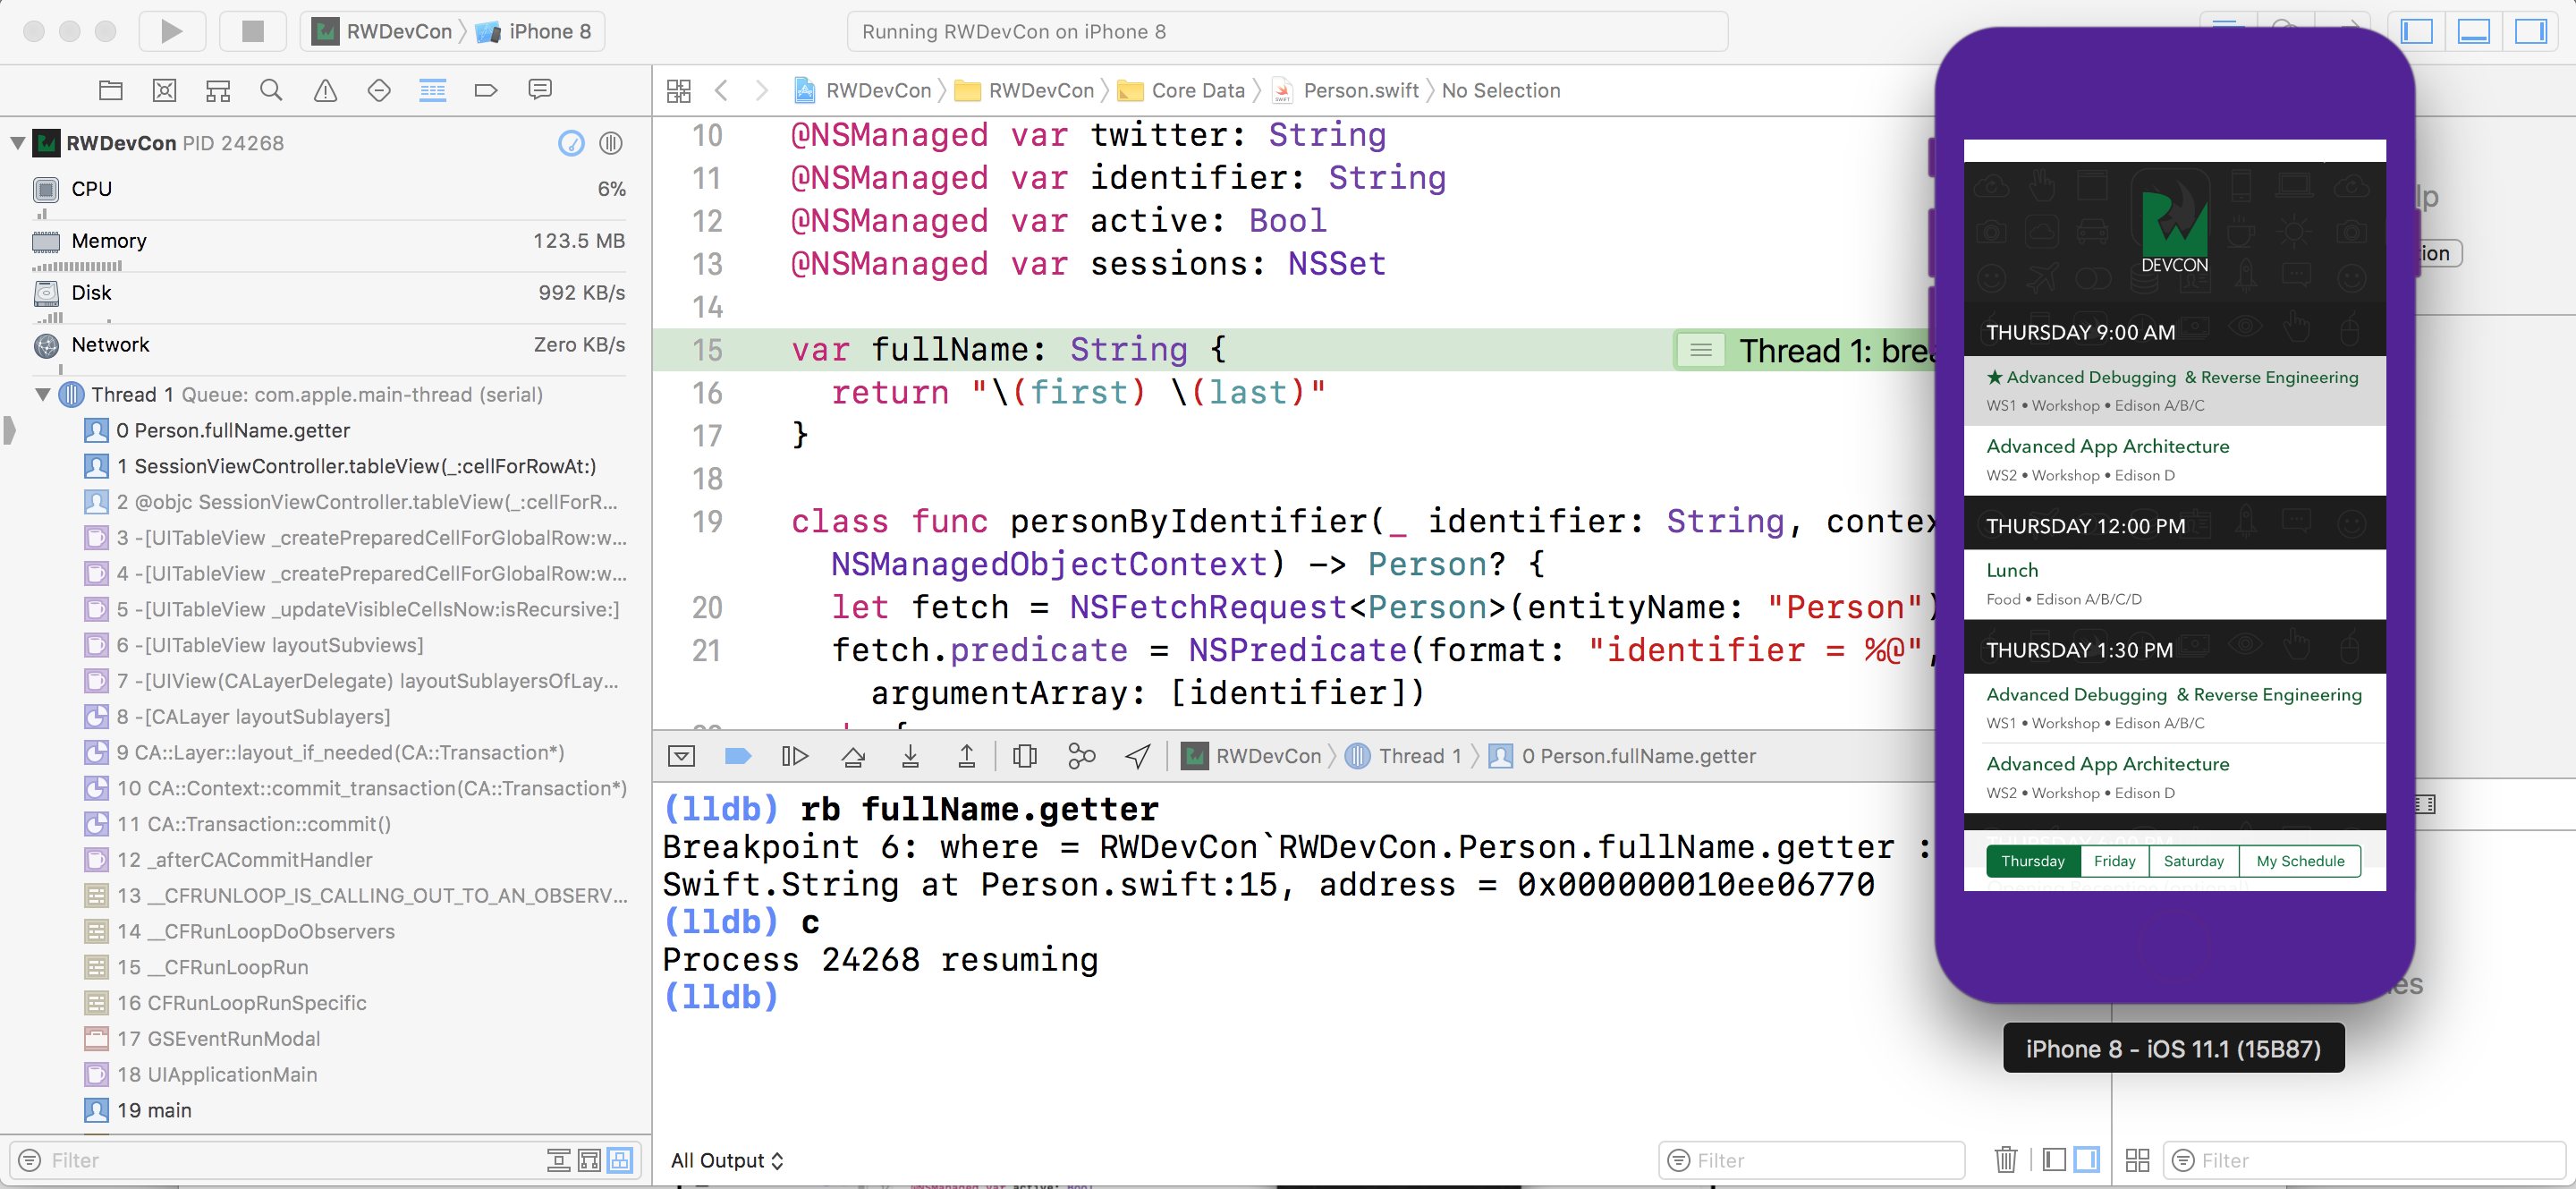 RWDevCon
iPhone 8
Running RWDevCon on iPhone 8
RWDevCon PID 24268
CPU 6%
Memory 123.5 MB
Disk 992 KB/s
Network Zero KB/s
Thread 1 Queue: com.apple.main-thread (serial)
0 Person.fullName.getter
1 SessionViewController.tableView(_:cellForRowAt:)
2 @objc SessionViewController.tableView(_:cellForR...
3 -[UITableView _createPreparedCellForGlobalRow:w...
4 -[UITableView _createPreparedCellForGlobalRow:w...
5 -[UITableView _updateVisibleCellsNow:isRecursive:]
6 -[UITableView layoutSubviews]
7 -[UIView(CALayerDelegate) layoutSublayersOfLay...
8 -[CALayer layoutSublayers]
9 CA::Layer::layout_if_needed(CA::Transaction*)
10 CA::Context::commit_transaction(CA::Transaction*)
11 CA::Transaction::commit()
12 _afterCACommitHandler
13 __CFRUNLOOP_IS_CALLING_OUT_TO_AN_OBSERV...
14 __CFRunLoopDoObservers
15 __CFRunLoopRun
16 CFRunLoopRunSpecific
17 GSEventRunModal
18 UIApplicationMain
19 main
Filter
RWDevCon
RWDevCon
Core Data
Person.swift
No Selection
10 @NSManaged var twitter: String
11 @NSManaged var identifier: String
12 @NSManaged var active: Bool
13 @NSManaged var sessions: NSSet
14
15 var fullName: String {
Thread 1: brea
16 return "\(first) \(last)"
17 }
18
19 class func personByIdentifier(_ identifier: String, contex
NSManagedObjectContext) -> Person? {
20 let fetch = NSFetchRequest<Person>(entityName: "Person")
21 fetch.predicate = NSPredicate(format: "identifier = %@",
argumentArray: [identifier])
RWDevCon
Thread 1
0 Person.fullName.getter
(lldb) rb fullName.getter
Breakpoint 6: where = RWDevCon`RWDevCon.Person.fullName.getter :
Swift.String at Person.swift:15, address = 0x000000010ee06770
(lldb) c
Process 24268 resuming
(lldb)
All Output
Filter
Filter
DEVCON
THURSDAY 9:00 AM
★ Advanced Debugging & Reverse Engineering
WS1 • Workshop • Edison A/B/C
Advanced App Architecture
WS2 • Workshop • Edison D
THURSDAY 12:00 PM
Lunch
Food • Edison A/B/C/D
THURSDAY 1:30 PM
Advanced Debugging & Reverse Engineering
WS1 • Workshop • Edison A/B/C
Advanced App Architecture
WS2 • Workshop • Edison D
Thursday
Friday
Saturday
My Schedule
iPhone 8 - iOS 11.1 (15B87)